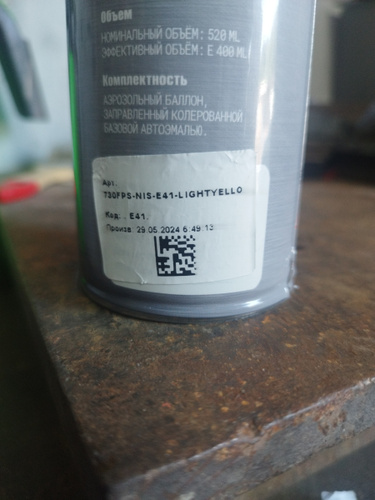 Объем
НОМИНАЛЬНЫЙ ОБЪЁМ: 520 ML
ЭФФЕКТИВНЫЙ ОБЪЁМ: Е 400 ML
Комплектность
АЭРОЗОЛЬНЫЙ БАЛЛОН,
ЗАПРАВЛЕННЫЙ КОЛЕРОВАННОЙ
БАЗОВОЙ АВТОЭМАЛЬЮ.
Арт.
730FPS-NIS-E41-LIGHTYELLO
Код: E41.
Произв: 29.05.2024 6:49:13